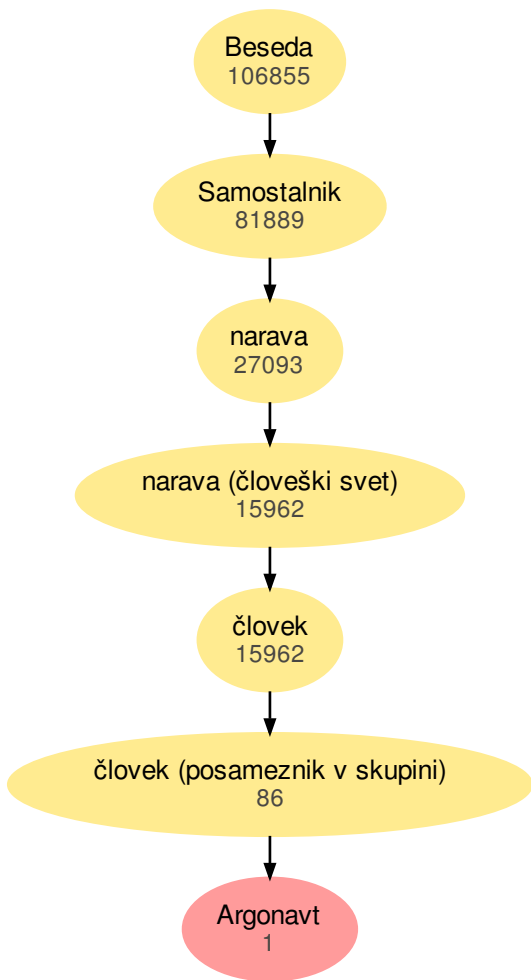 Beseda
106855
Samostalnik
81889
narava
27093
narava (človeški svet)
15962
človek
15962
človek (posameznik v skupini)
86
Argonavt
1